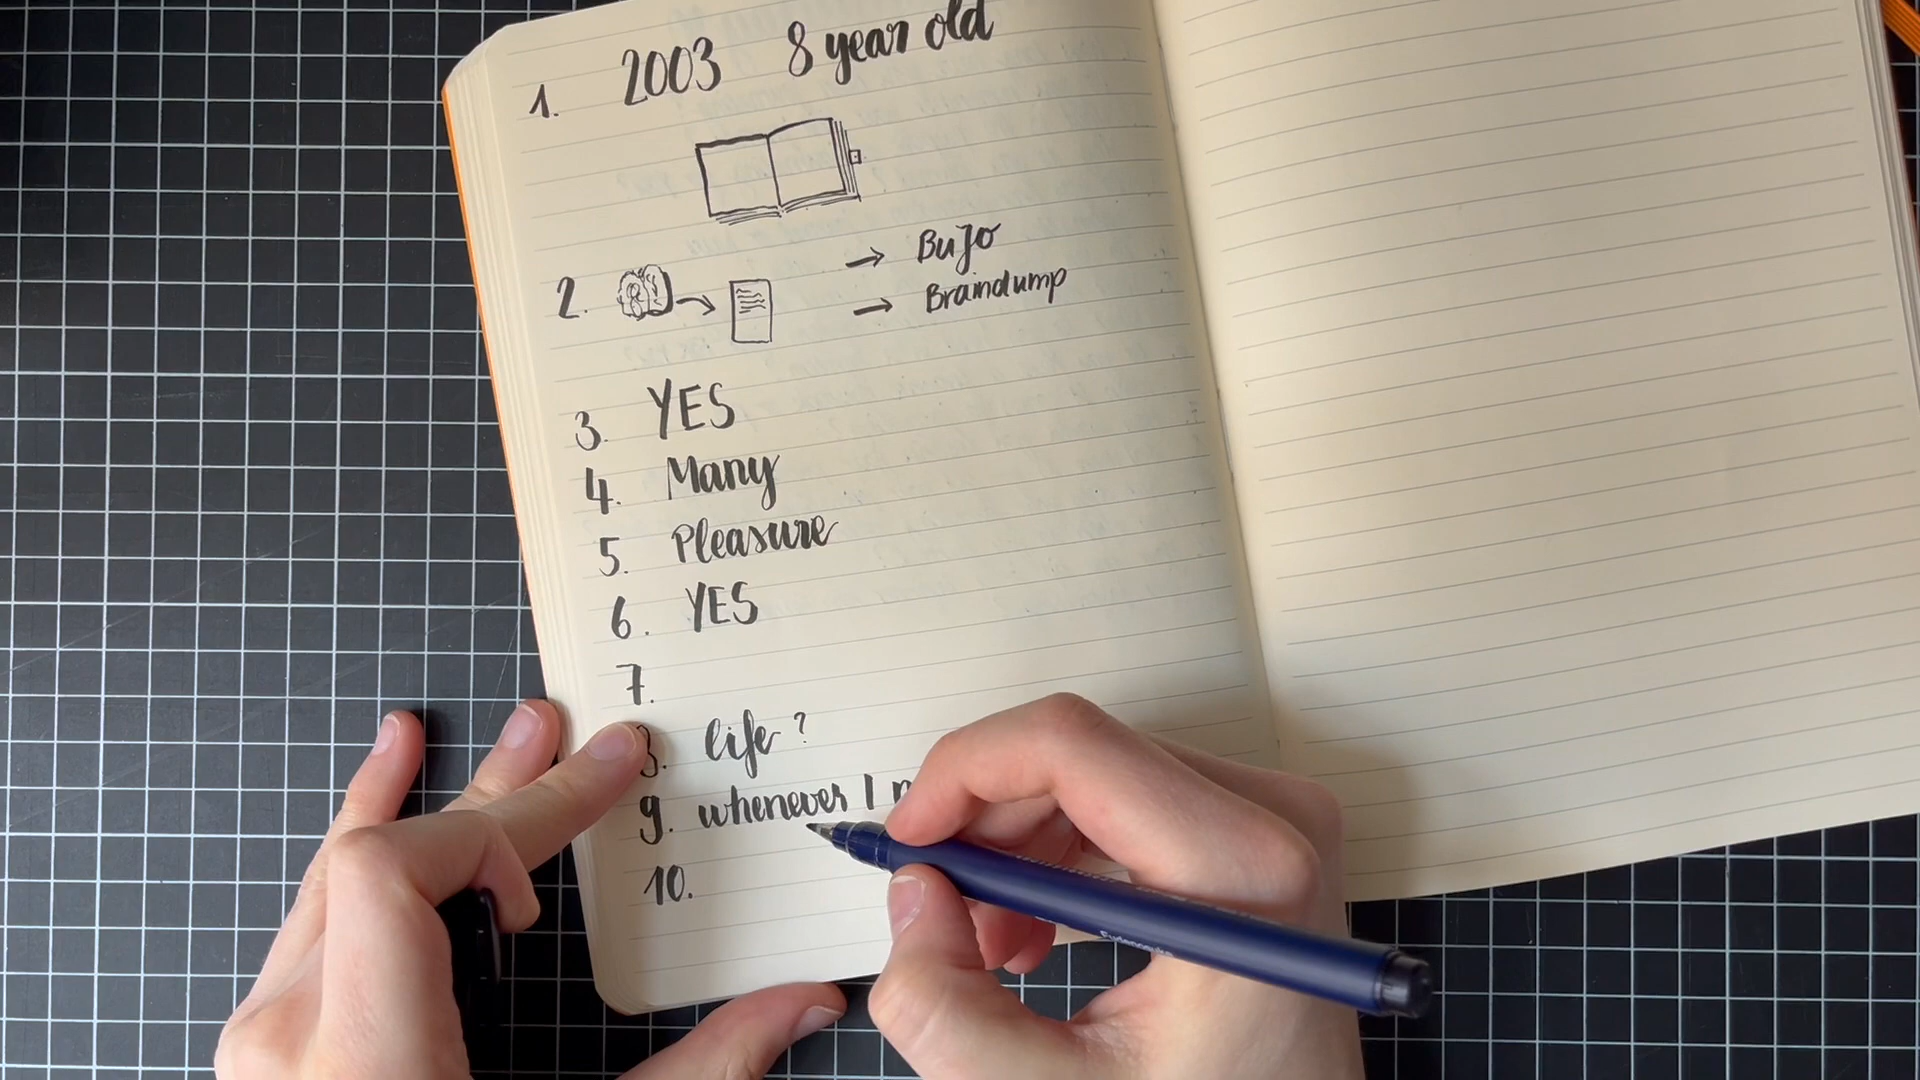 1. 2003 8 year old
→ BuJo
2. → → Braindump
3. YES
4. Many
5. Pleasure
6. YES
7.
8. life?
9. whenever I
10.